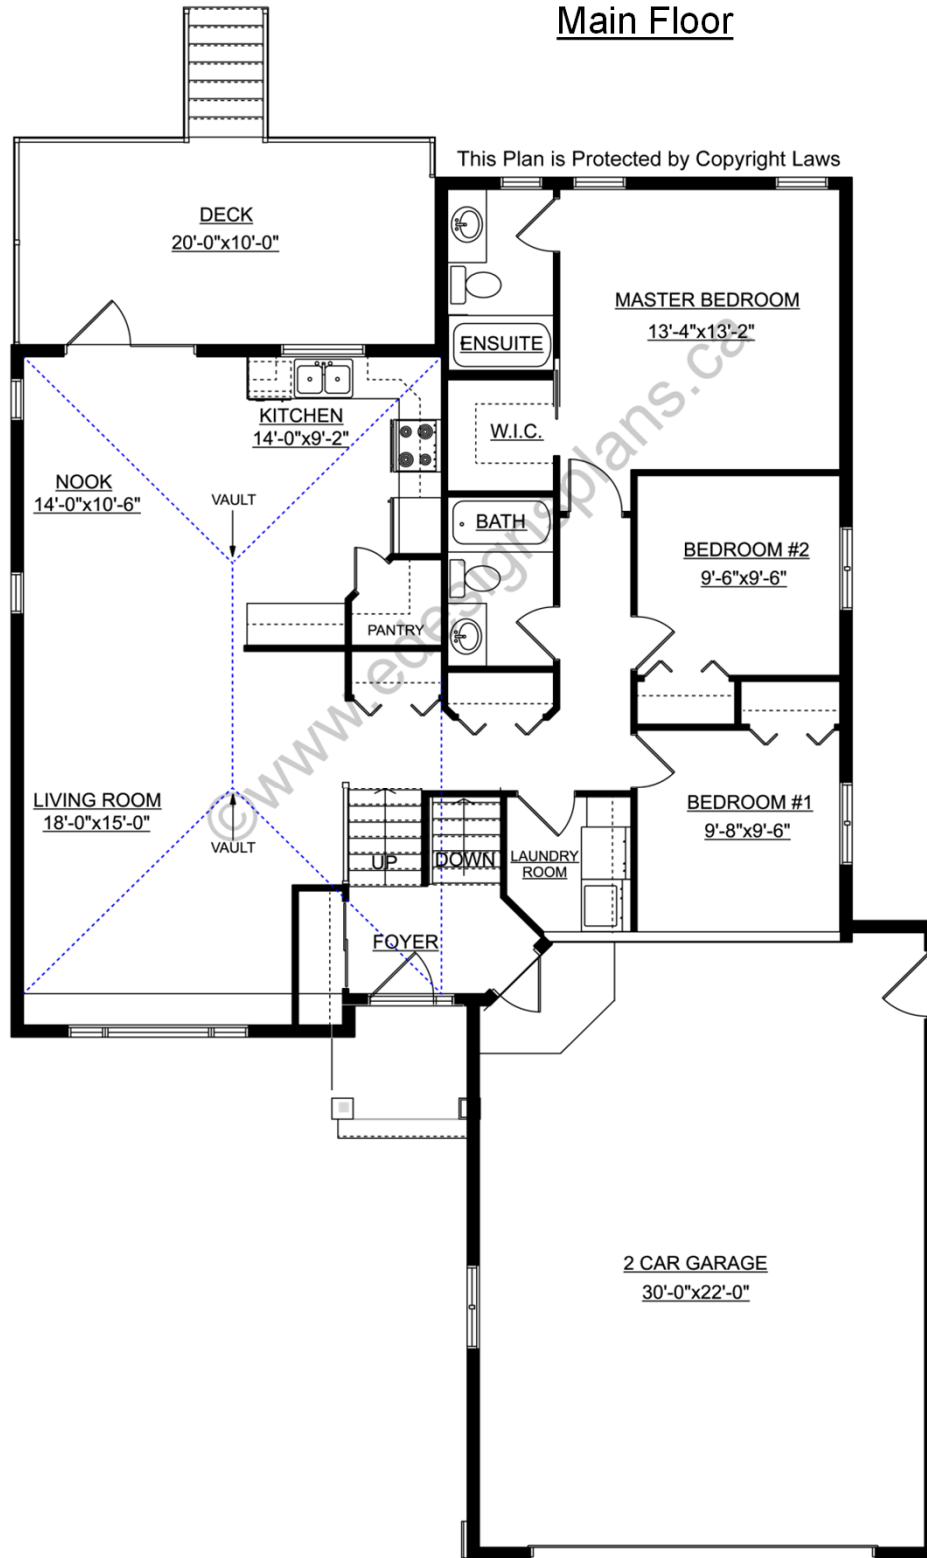 Main Floor
This Plan is Protected by Copyright Laws
DECK
20'-0"x10'-0"
MASTER BEDROOM
13'-4"x13'-2"
ENSUITE
KITCHEN
14'-0"x9'-2"
W.I.C.
NOOK
14'-0"x10'-6"
VAULT
BATH
BEDROOM #2
9'-6"x9'-6"
PANTRY
LIVING ROOM
18'-0"x15'-0"
VAULT
BEDROOM #1
9'-8"x9'-6"
UP
DOWN
LAUNDRY
ROOM
FOYER
2 CAR GARAGE
30'-0"x22'-0"
©www.edesignsplans.ca